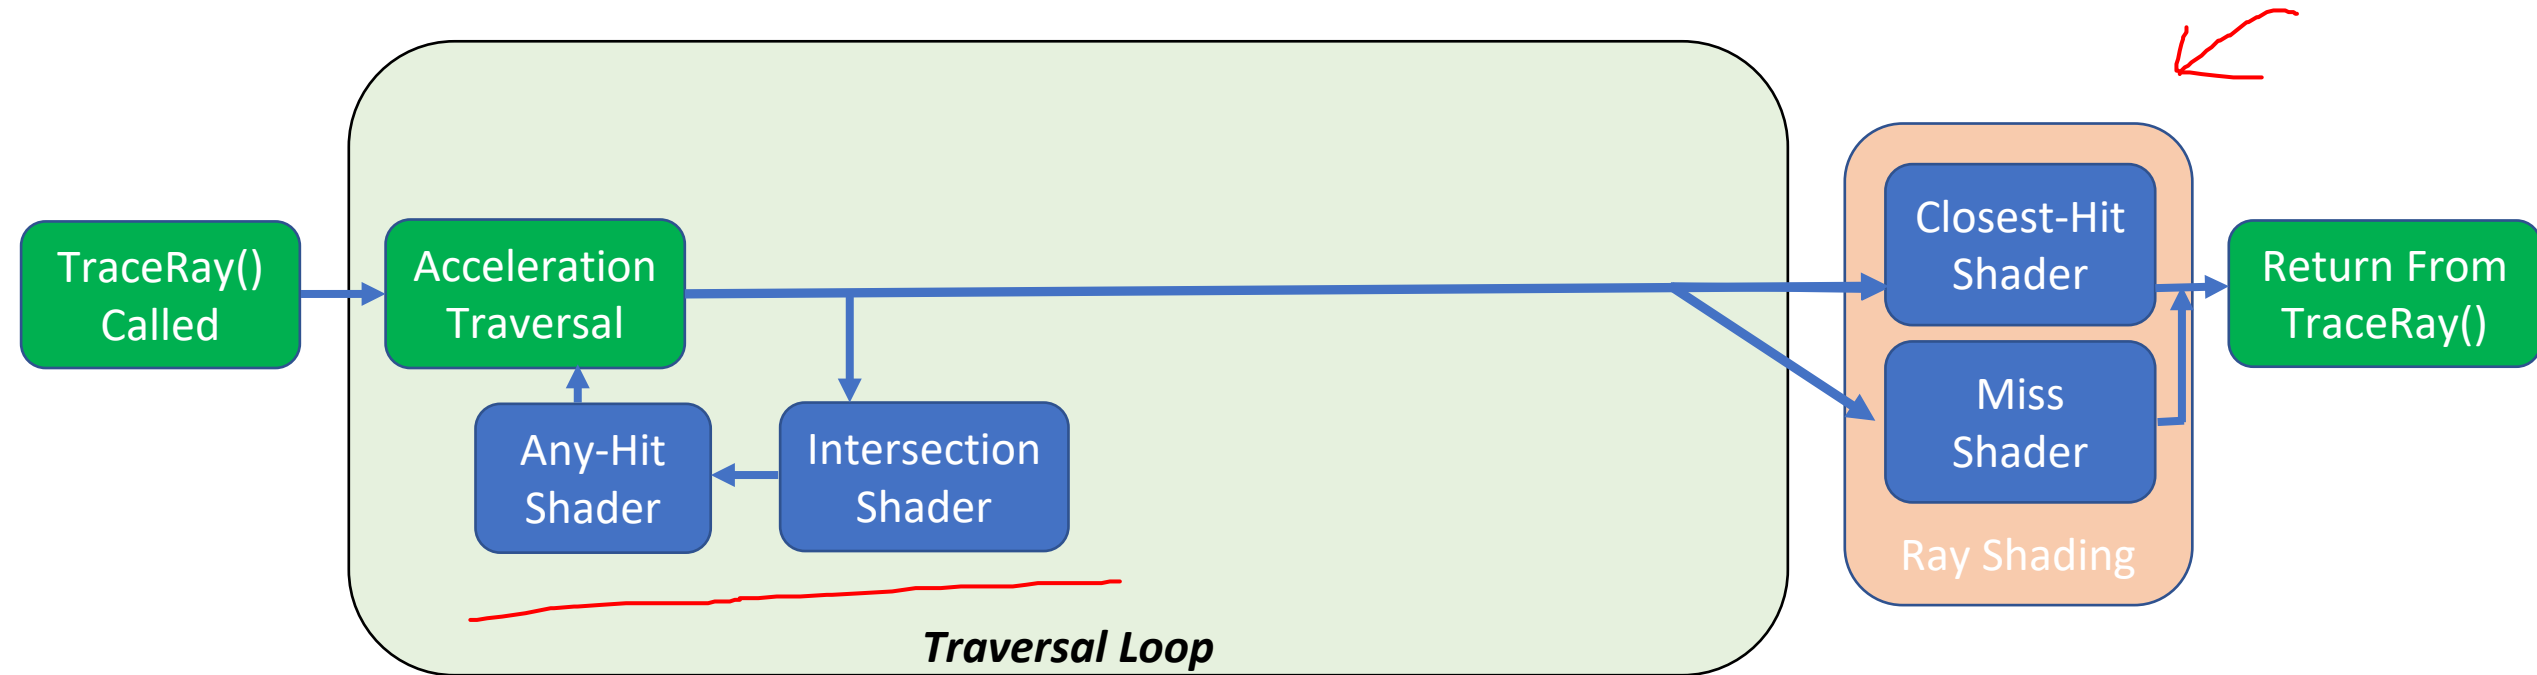 TraceRay()
Called
Acceleration
Traversal
Any-Hit
Shader
Intersection
Shader
Traversal Loop
Closest-Hit
Shader
Miss
Shader
Ray Shading
Return From
TraceRay()